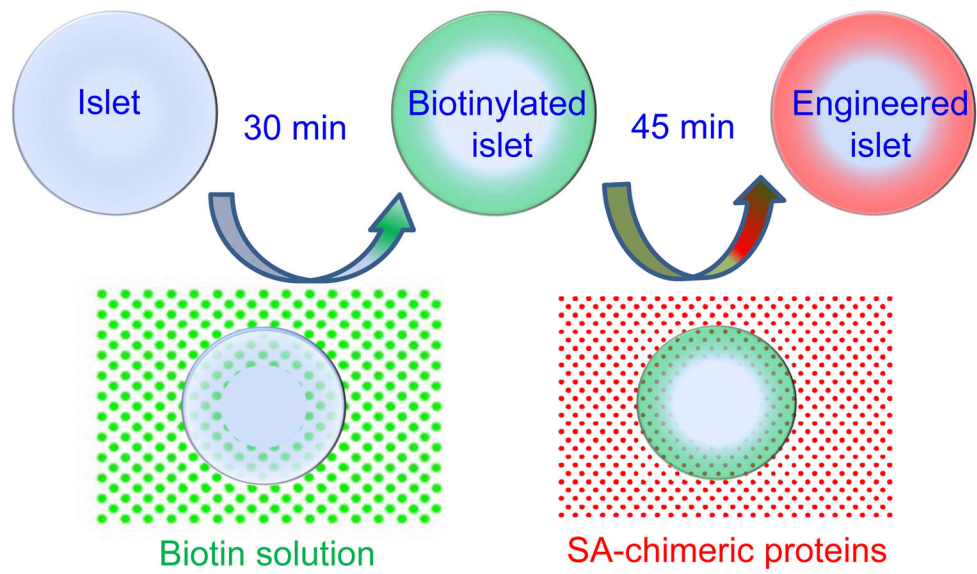 Islet
30 min
Biotinylated
islet
45 min
Engineered
islet
Biotin solution
SA-chimeric proteins